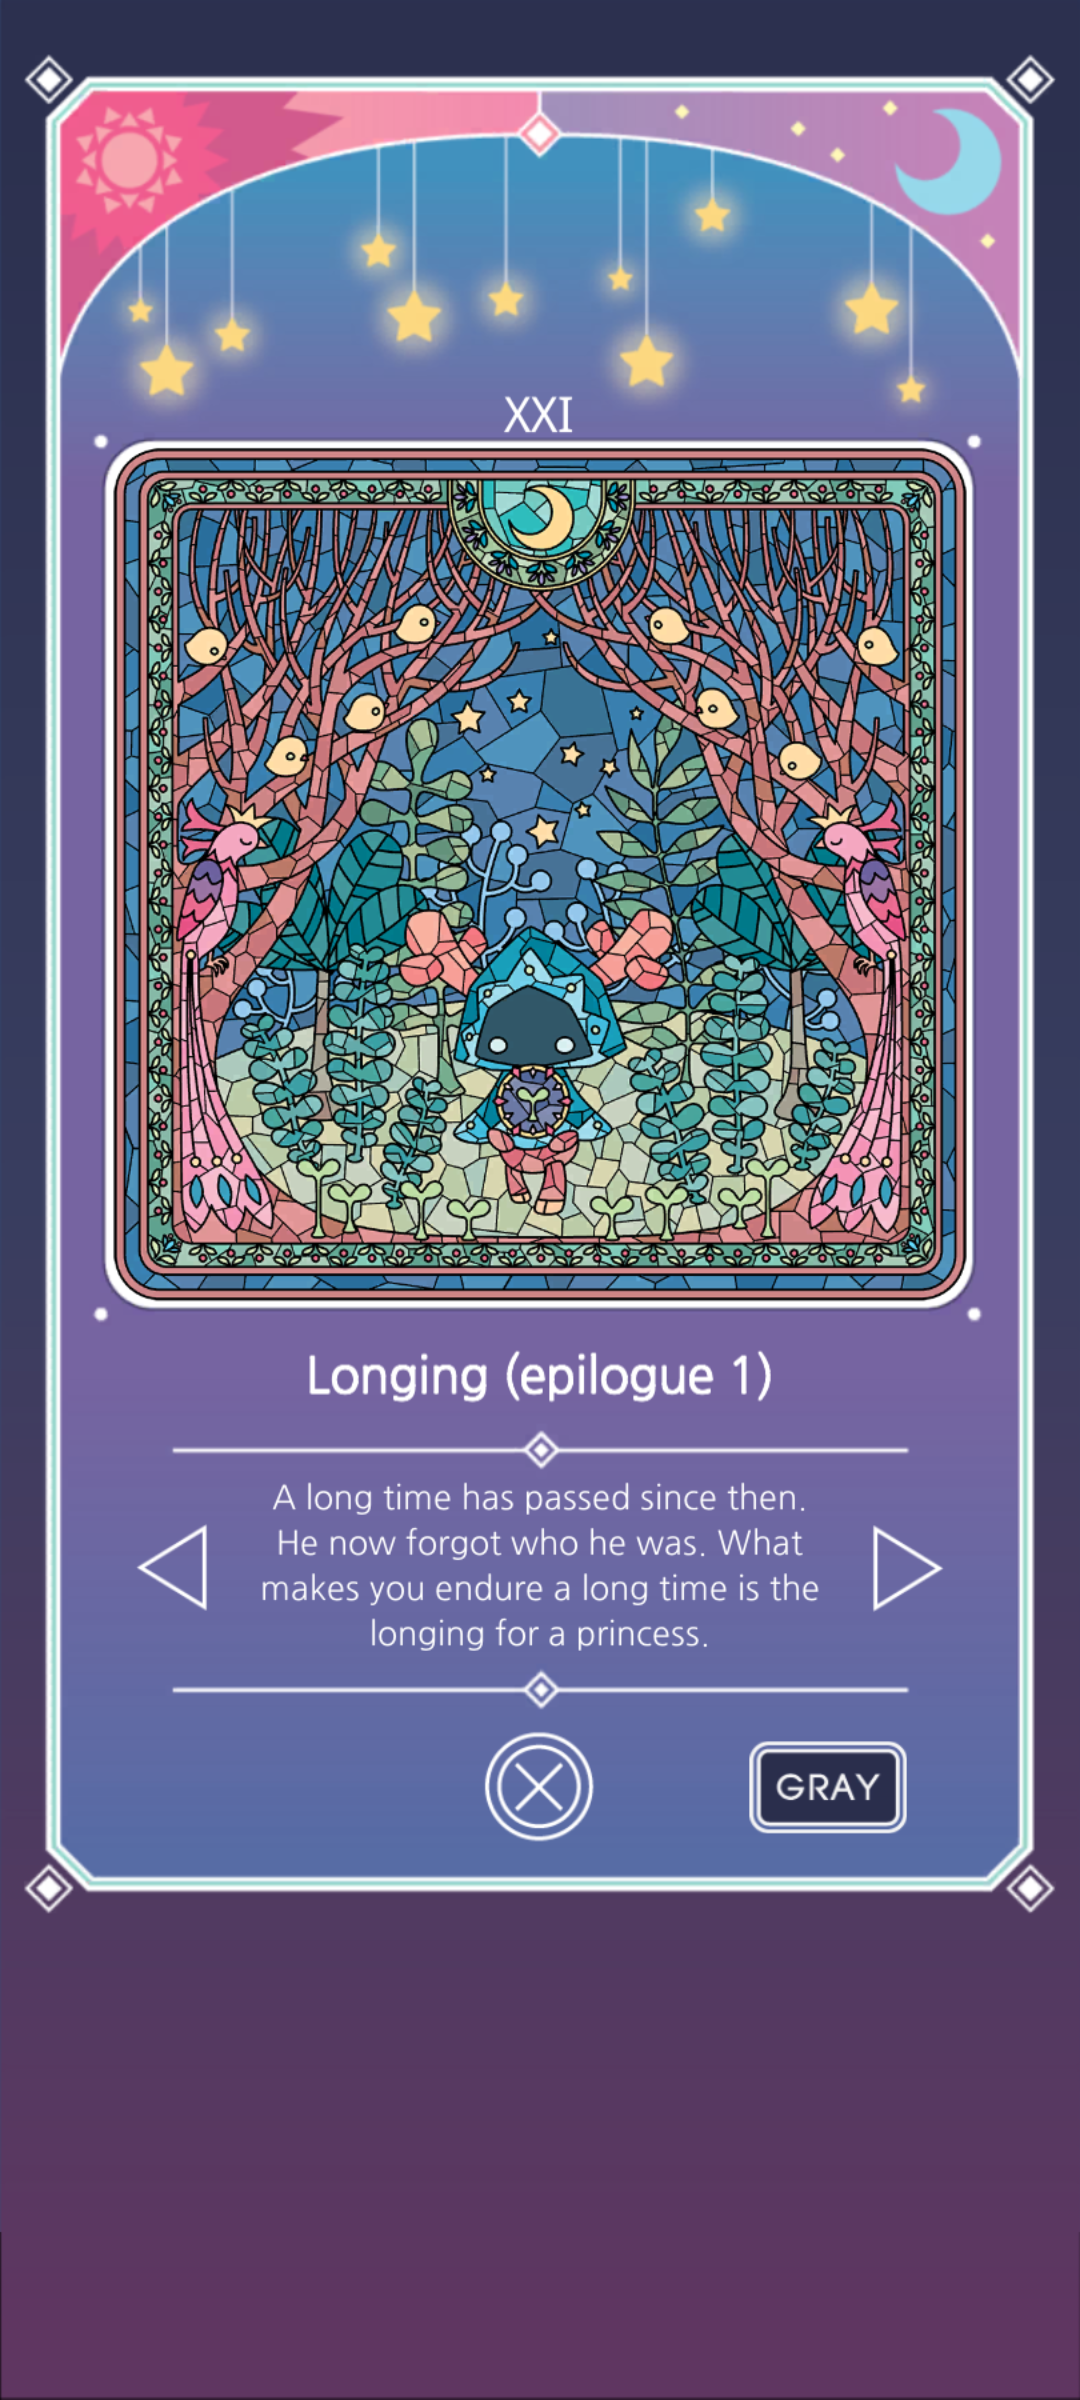 XXI
Longing (epilogue 1)
A long time has passed since then.
He now forgot who he was. What
makes you endure a long time is the
longing for a princess.
GRAY